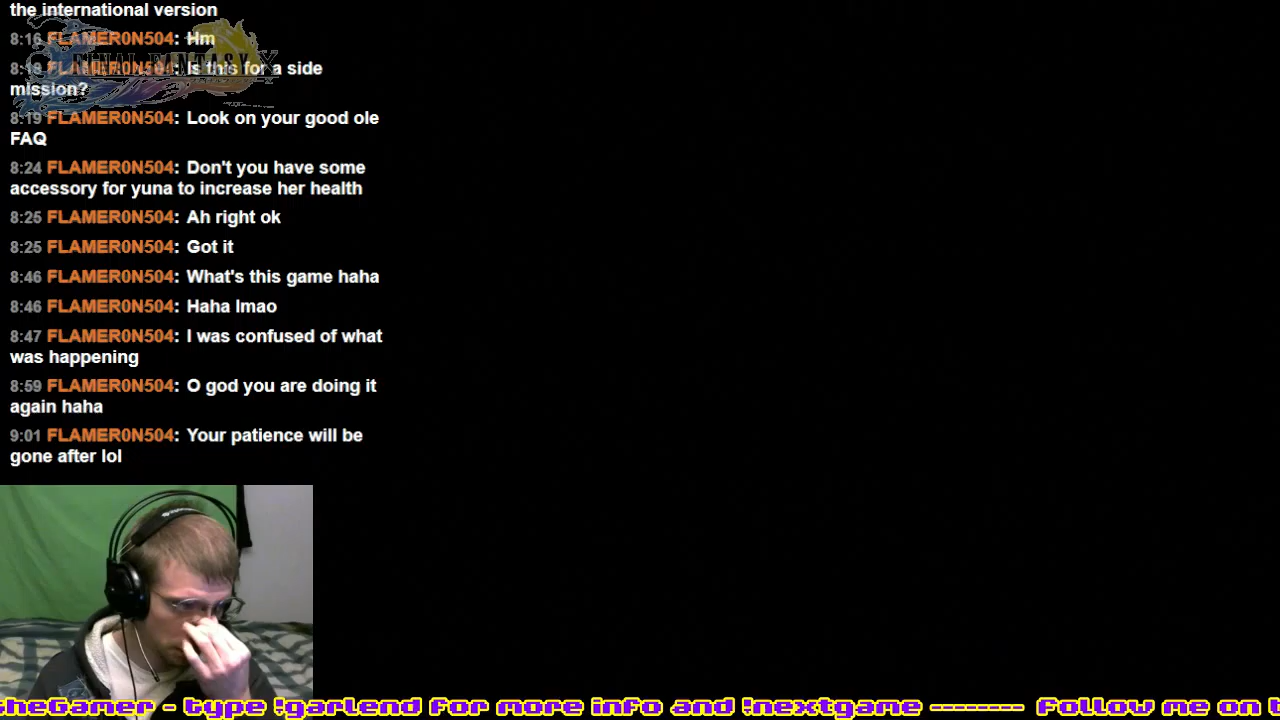 the international version
8:16 FLAMER0N504: Hm
FINAL FANTASY X
8:19 FLAMER0N504: Is this for a side
mission?
8:19 FLAMER0N504: Look on your good ole
FAQ
8:24 FLAMER0N504: Don't you have some
accessory for yuna to increase her health
8:25 FLAMER0N504: Ah right ok
8:25 FLAMER0N504: Got it
8:46 FLAMER0N504: What's this game haha
8:46 FLAMER0N504: Haha lmao
8:47 FLAMER0N504: I was confused of what
was happening
8:59 FLAMER0N504: O god you are doing it
again haha
9:01 FLAMER0N504: Your patience will be
gone after lol
theGamer - type !garlend for more info and !nextgame -------- Follow me on